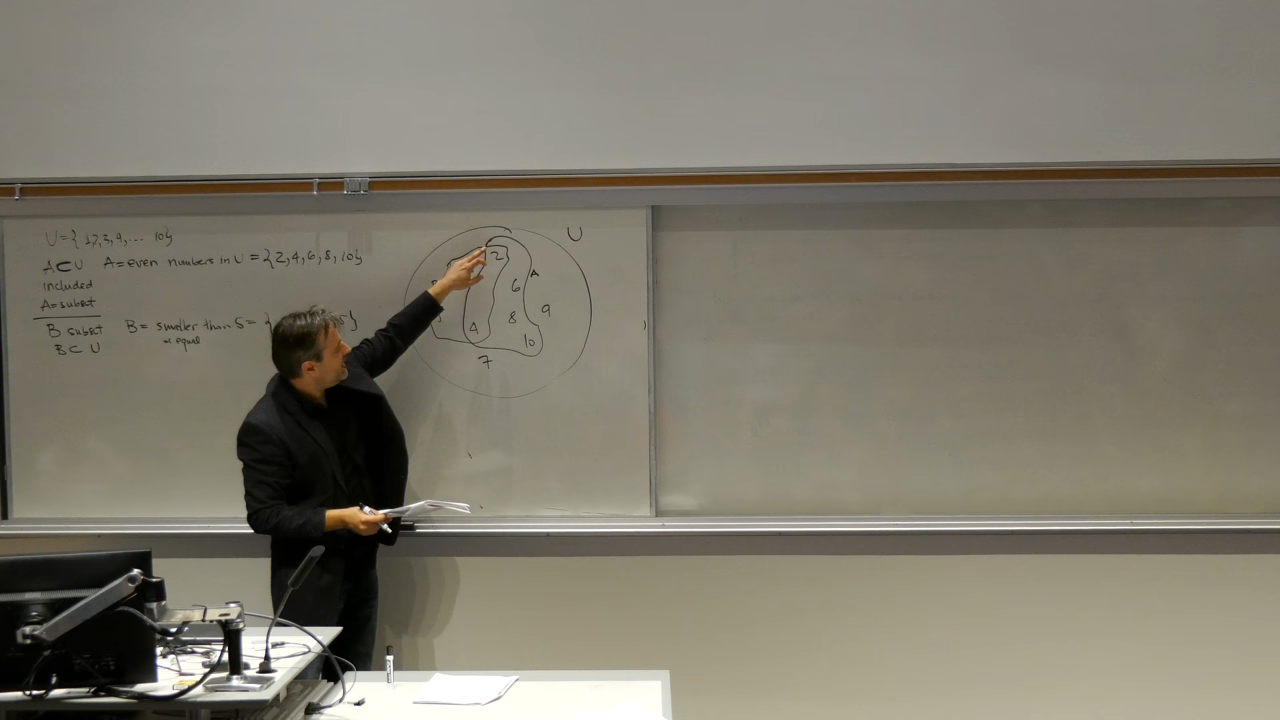 U={1,2,3,4,... 10}
A⊂U A=even numbers in U = {2,4,6,8,10}
included
A=subset
B subset B= smaller than 5= { 5}
or equal
B⊂U
U
2
A
6
9
8
4
10
7